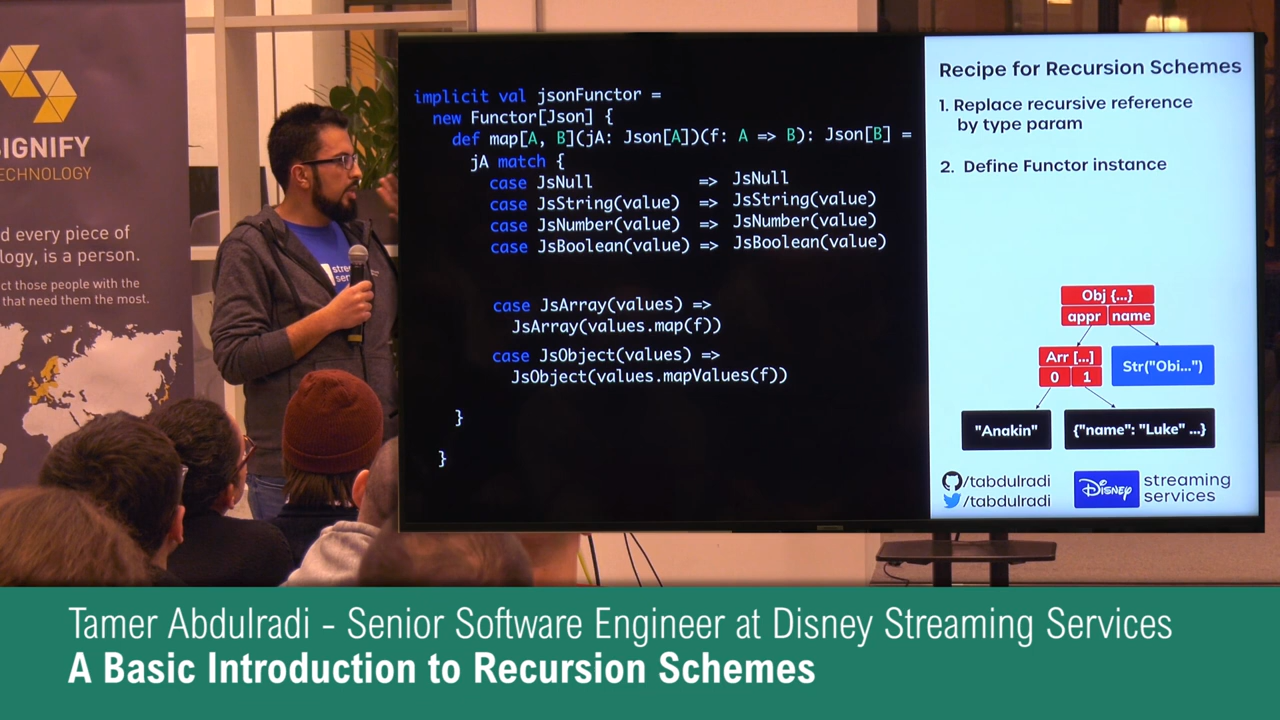 SIGNIFY
TECHNOLOGY
d every piece of
logy, is a person.
ct those people with the
that need them the most.
implicit val jsonFunctor =
new Functor[Json] {
def map[A, B](jA: Json[A])(f: A => B): Json[B] =
jA match {
case JsNull => JsNull
case JsString(value) => JsString(value)
case JsNumber(value) => JsNumber(value)
case JsBoolean(value) => JsBoolean(value)
case JsArray(values) =>
JsArray(values.map(f))
case JsObject(values) =>
JsObject(values.mapValues(f))
}
}
Recipe for Recursion Schemes
1. Replace recursive reference
by type param
2. Define Functor instance
Obj {...}
appr name
Arr [...]
0 1
Str("Obi...")
"Anakin"
{"name": "Luke" ...}
/tabdulradi
/tabdulradi
Disney streaming
services
Tamer Abdulradi - Senior Software Engineer at Disney Streaming Services
A Basic Introduction to Recursion Schemes